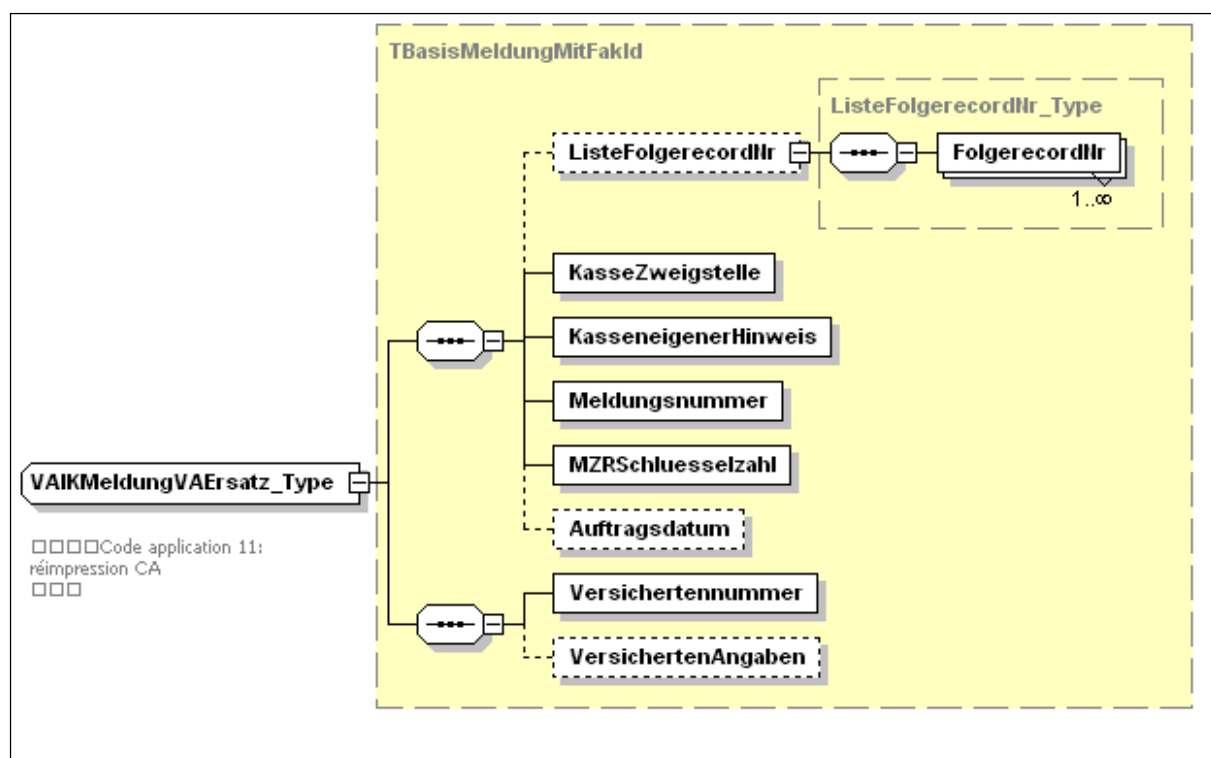 TBasisMeldungMitFakId
ListeFolgerecordNr_Type
ListeFolgerecordNr
FolgerecordNr
1..∞
KasseZweigstelle
KasseneigenerHinweis
Meldungsnummer
MZRSchluesselzahl
VAIKMeldungVAErsatz_Type
Auftragsdatum
□□□□Code application 11:
réimpression CA
□□□
Versichertennummer
VersichertenAngaben